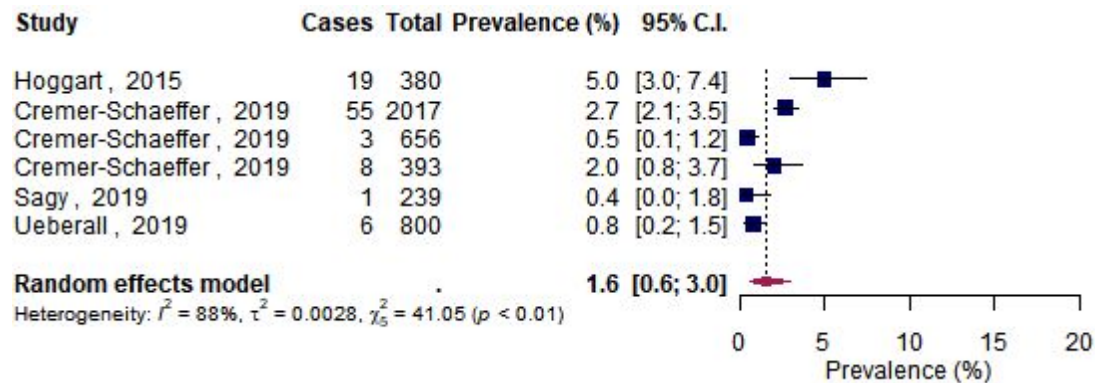 Study Cases Total Prevalence (%) 95% C.I.
Hoggart , 2015 19 380 5.0 [3.0; 7.4]
Cremer-Schaeffer , 2019 55 2017 2.7 [2.1; 3.5]
Cremer-Schaeffer , 2019 3 656 0.5 [0.1; 1.2]
Cremer-Schaeffer , 2019 8 393 2.0 [0.8; 3.7]
Sagy , 2019 1 239 0.4 [0.0; 1.8]
Ueberall , 2019 6 800 0.8 [0.2; 1.5]
Random effects model . 1.6 [0.6; 3.0]
Heterogeneity: I² = 88%, τ² = 0.0028, χ²₅ = 41.05 (p < 0.01)
0 5 10 15 20
Prevalence (%)